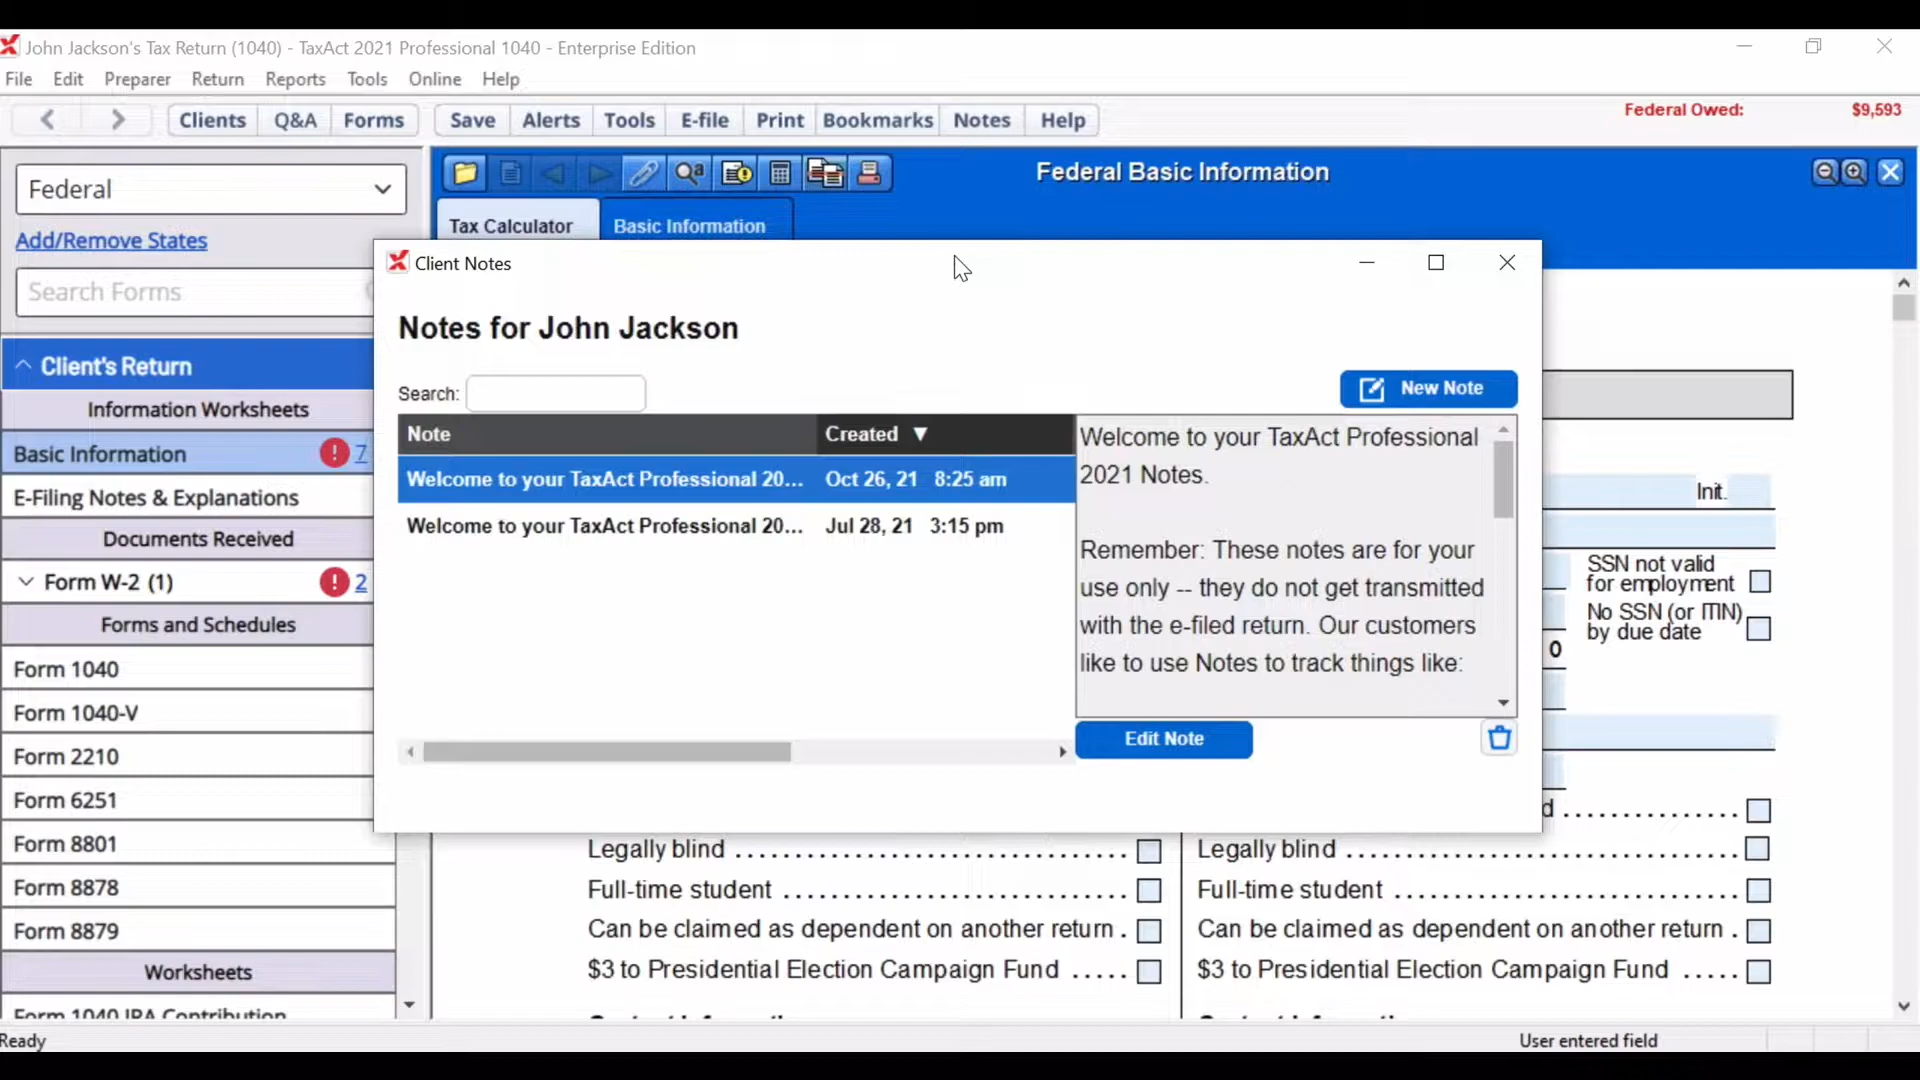 John Jackson's Tax Return (1040) - TaxAct 2021 Professional 1040 - Enterprise Edition
File Edit Preparer Return Reports Tools Online Help
Clients Q&A Forms Save Alerts Tools E-file Print Bookmarks Notes Help
Federal Owed: $9,593
Federal
Federal Basic Information
Add/Remove States
Tax Calculator Basic Information
Search Forms
Client Notes
Notes for John Jackson
Client's Return
Search:
New Note
Information Worksheets
Note Created ▼
Basic Information ! 7
Welcome to your TaxAct Professional 20... Oct 26, 21 8:25 am
Welcome to your TaxAct Professional 20... Jul 28, 21 3:15 pm
Welcome to your TaxAct Professional
2021 Notes.
Remember: These notes are for your
use only -- they do not get transmitted
with the e-filed return. Our customers
like to use Notes to track things like:
Edit Note
E-Filing Notes & Explanations
Documents Received
Form W-2 (1) ! 2
Forms and Schedules
Form 1040
Form 1040-V
Form 2210
Form 6251
Form 8801
Form 8878
Form 8879
Worksheets
Form 1040 IRA Contribution
Init.
SSN not valid
for employment
No SSN (or ITIN)
by due date
0
d ..................
Legally blind ..................................
Legally blind ..................................
Full-time student ..............................
Full-time student ..............................
Can be claimed as dependent on another return .
Can be claimed as dependent on another return .
$3 to Presidential Election Campaign Fund .....
$3 to Presidential Election Campaign Fund .....
Ready
User entered field